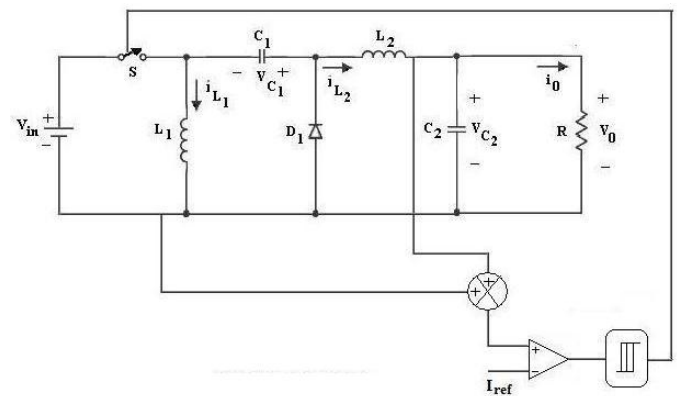 C1
L2
S
− VC1 +
iL1
iL2
i0
Vin
+
−
L1
D1
C2
+
VC2
−
R
+
V0
−
+
+
+
−
Iref